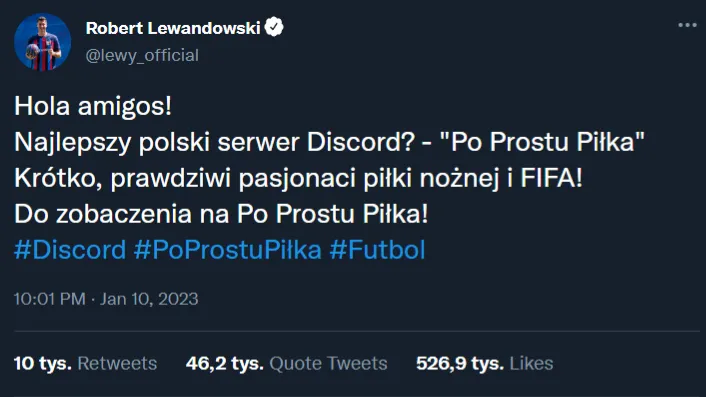 Robert Lewandowski
@lewy_official
Hola amigos!
Najlepszy polski serwer Discord? - "Po Prostu Piłka"
Krótko, prawdziwi pasjonaci piłki nożnej i FIFA!
Do zobaczenia na Po Prostu Piłka!
#Discord #PoProstuPiłka #Futbol
10:01 PM · Jan 10, 2023
10 tys. Retweets 46,2 tys. Quote Tweets 526,9 tys. Likes